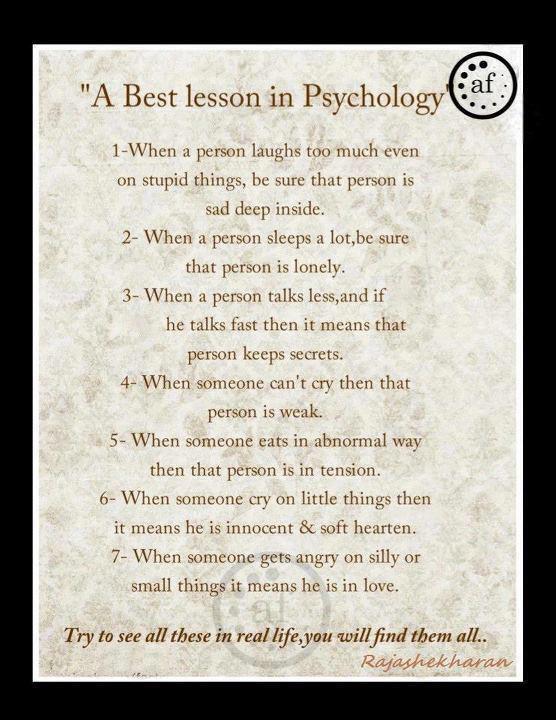 "A Best lesson in Psychology"
af
1-When a person laughs too much even
on stupid things, be sure that person is
sad deep inside.
2- When a person sleeps a lot,be sure
that person is lonely.
3- When a person talks less,and if
he talks fast then it means that
person keeps secrets.
4- When someone can't cry then that
person is weak.
5- When someone eats in abnormal way
then that person is in tension.
6- When someone cry on little things then
it means he is innocent & soft hearten.
7- When someone gets angry on silly or
small things it means he is in love.
af
Try to see all these in real life,you will find them all..
Rajashekharan